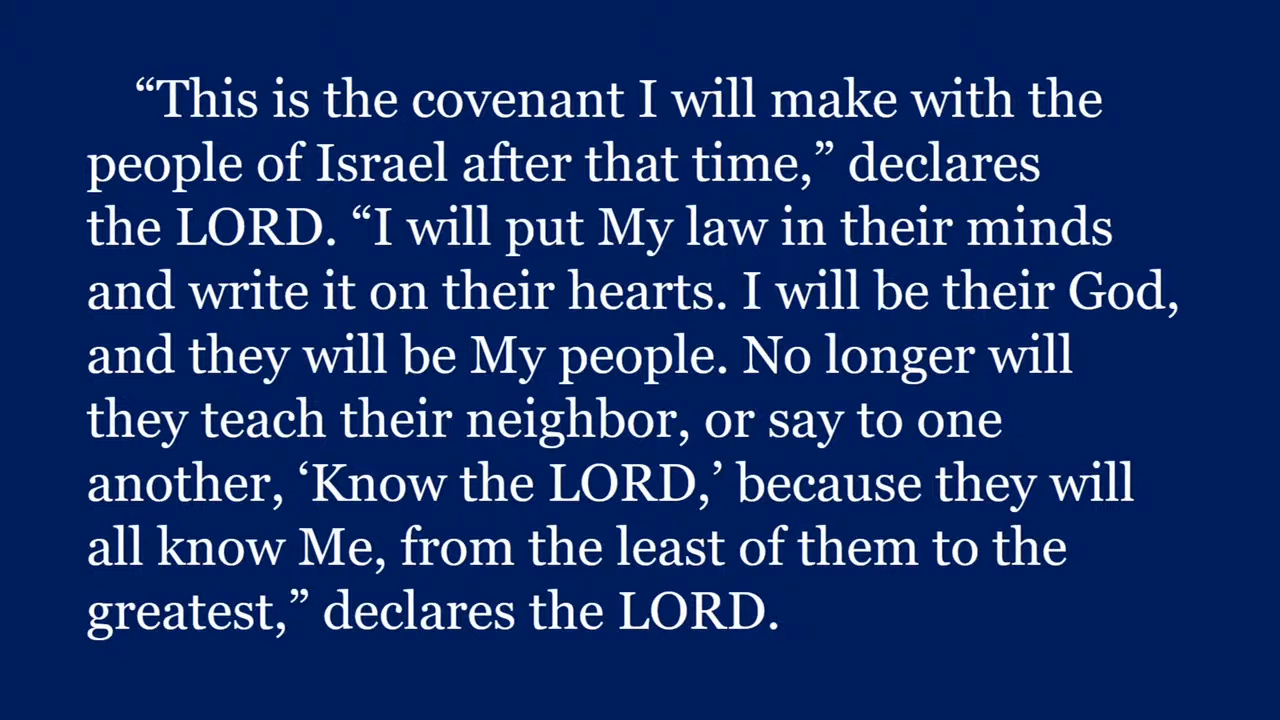 “This is the covenant I will make with the
people of Israel after that time,” declares
the LORD. “I will put My law in their minds
and write it on their hearts. I will be their God,
and they will be My people. No longer will
they teach their neighbor, or say to one
another, ‘Know the LORD,’ because they will
all know Me, from the least of them to the
greatest,” declares the LORD.